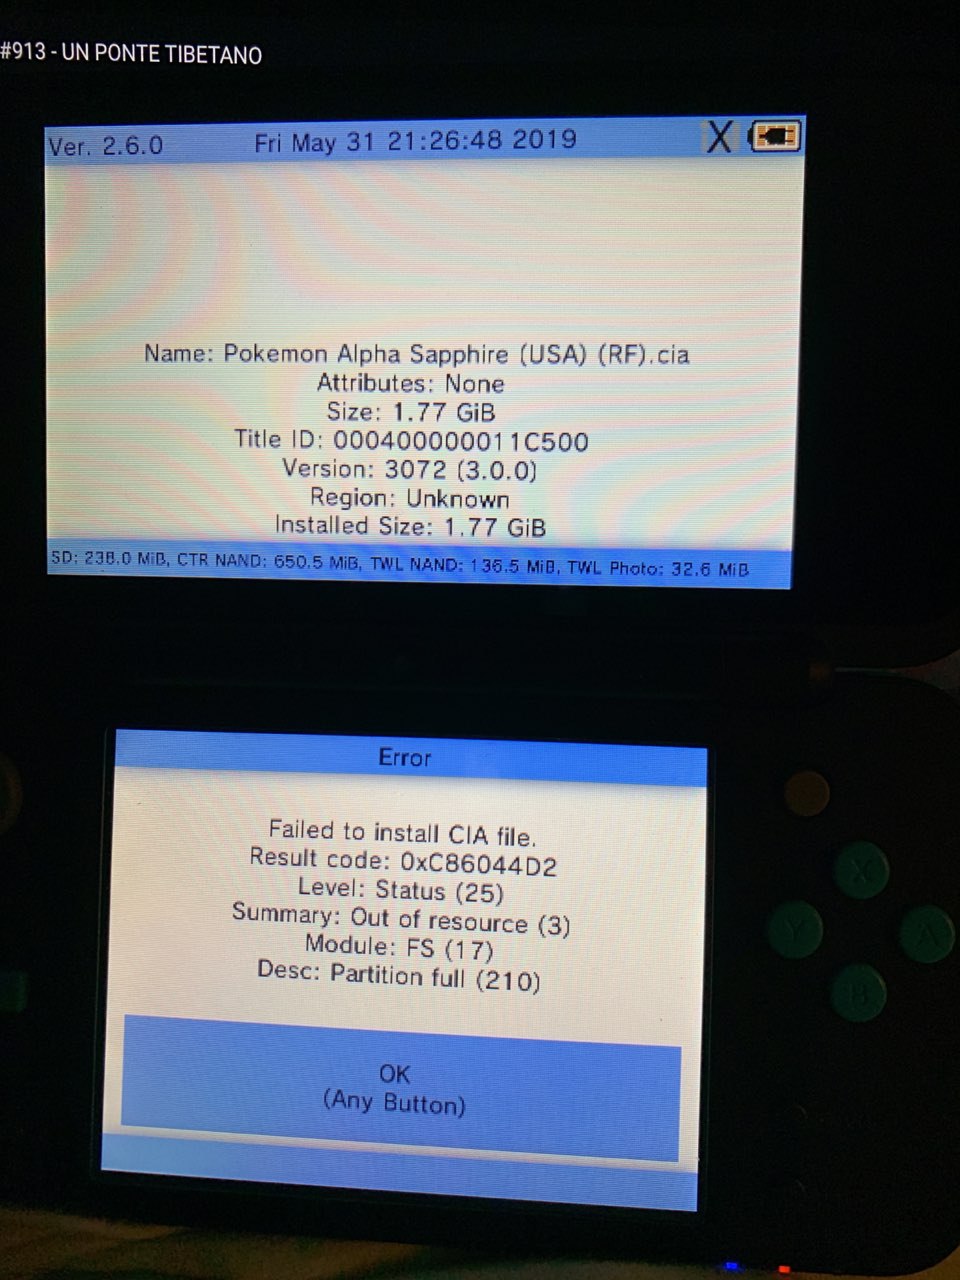 #913 - UN PONTE TIBETANO
Ver. 2.6.0 Fri May 31 21:26:48 2019 X
Name: Pokemon Alpha Sapphire (USA) (RF).cia
Attributes: None
Size: 1.77 GiB
Title ID: 000400000011C500
Version: 3072 (3.0.0)
Region: Unknown
Installed Size: 1.77 GiB
SD: 238.0 MiB, CTR NAND: 650.5 MiB, TWL NAND: 136.5 MiB, TWL Photo: 32.6 MiB
Error
Failed to install CIA file.
Result code: 0xC86044D2
Level: Status (25)
Summary: Out of resource (3)
Module: FS (17)
Desc: Partition full (210)
OK
(Any Button)
X
Y
A
B